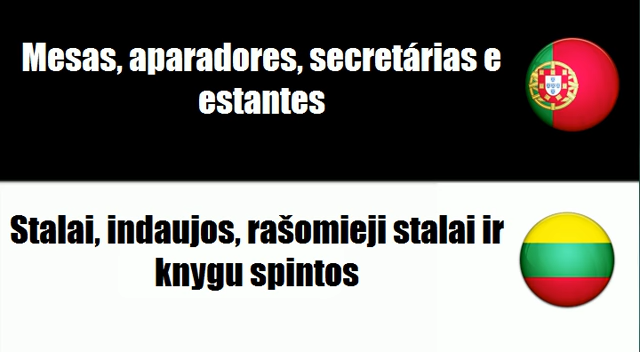 Mesas, aparadores, secretárias e
estantes
Stalai, indaujos, rašomieji stalai ir
knygu spintos